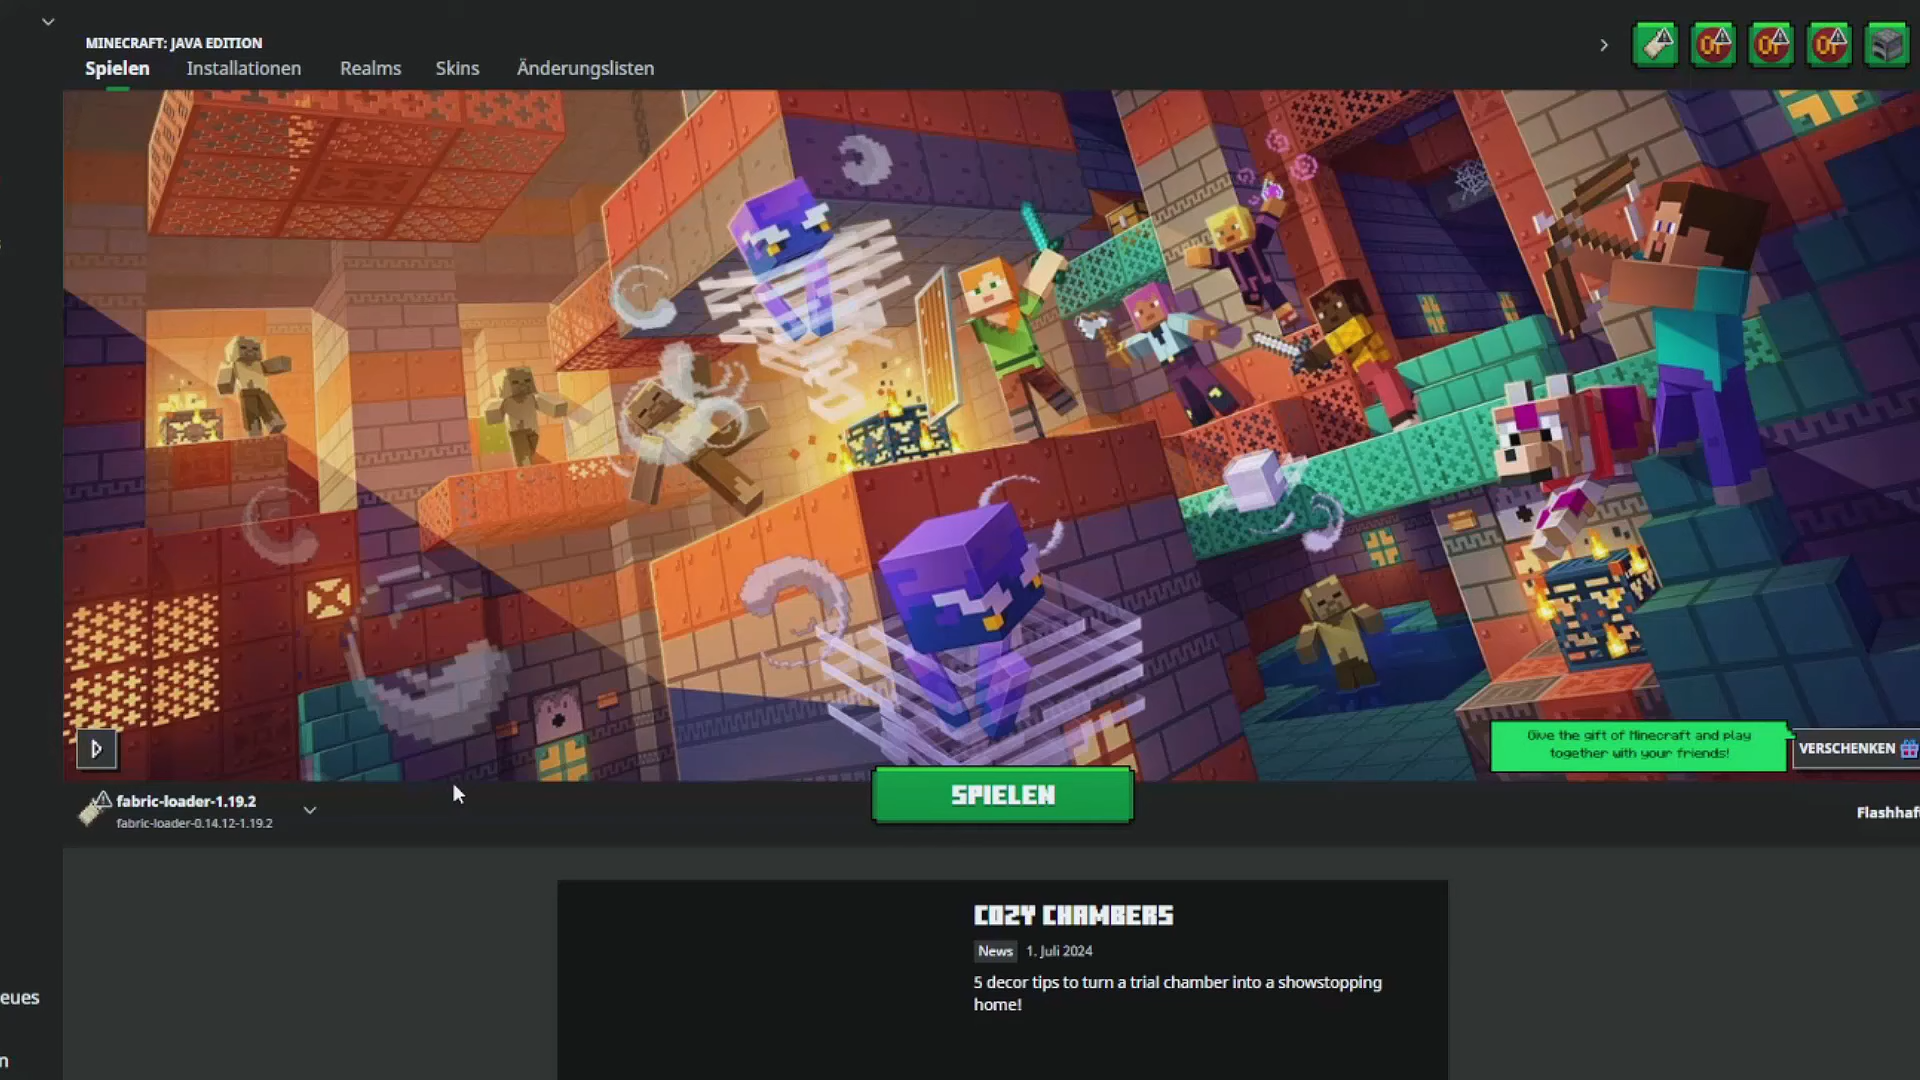 MINECRAFT: JAVA EDITION
Spielen Installationen Realms Skins Änderungslisten
Give the gift of Minecraft and play
together with your friends!
VERSCHENKEN
fabric-loader-1.19.2
fabric-loader-0.14.12-1.19.2
SPIELEN
Flashhaf
COZY CHAMBERS
News 1. Juli 2024
5 decor tips to turn a trial chamber into a showstopping
home!
eues
n